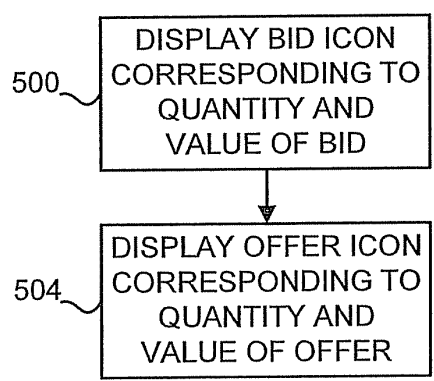 DISPLAY BID ICON
500
CORRESPONDING TO
QUANTITY AND
VALUE OF BID
DISPLAY OFFER ICON
504
CORRESPONDING TO
QUANTITY AND
VALUE OF OFFER